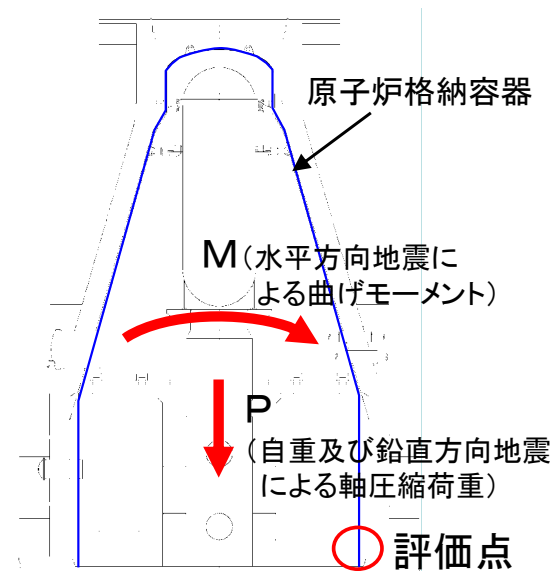 原子炉格納容器
M(水平方向地震に
よる曲げモーメント)
P
(自重及び鉛直方向地震
による軸圧縮荷重)
評価点